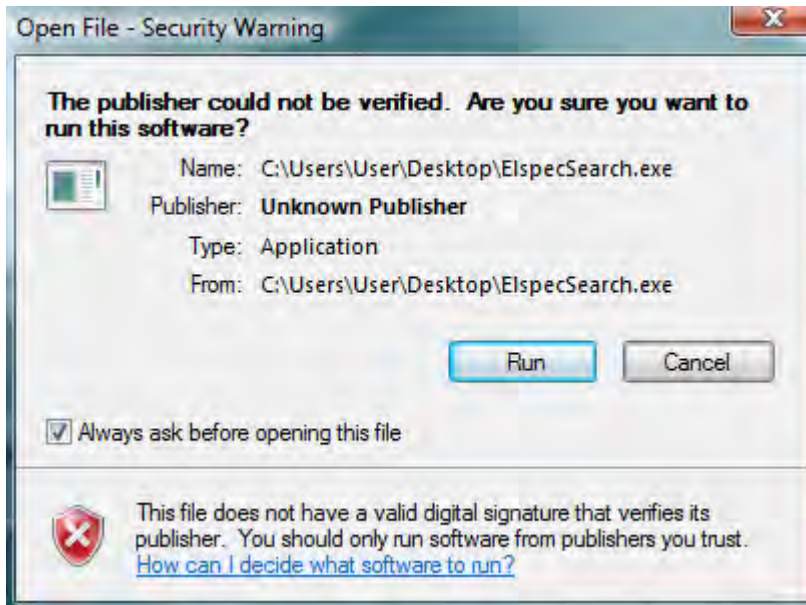 Open File - Security Warning
The publisher could not be verified.  Are you sure you want to
run this software?
Name: C:\Users\User\Desktop\ElspecSearch.exe
Publisher: Unknown Publisher
Type: Application
From: C:\Users\User\Desktop\ElspecSearch.exe
Run Cancel
Always ask before opening this file
This file does not have a valid digital signature that verifies its
publisher.  You should only run software from publishers you trust.
How can I decide what software to run?